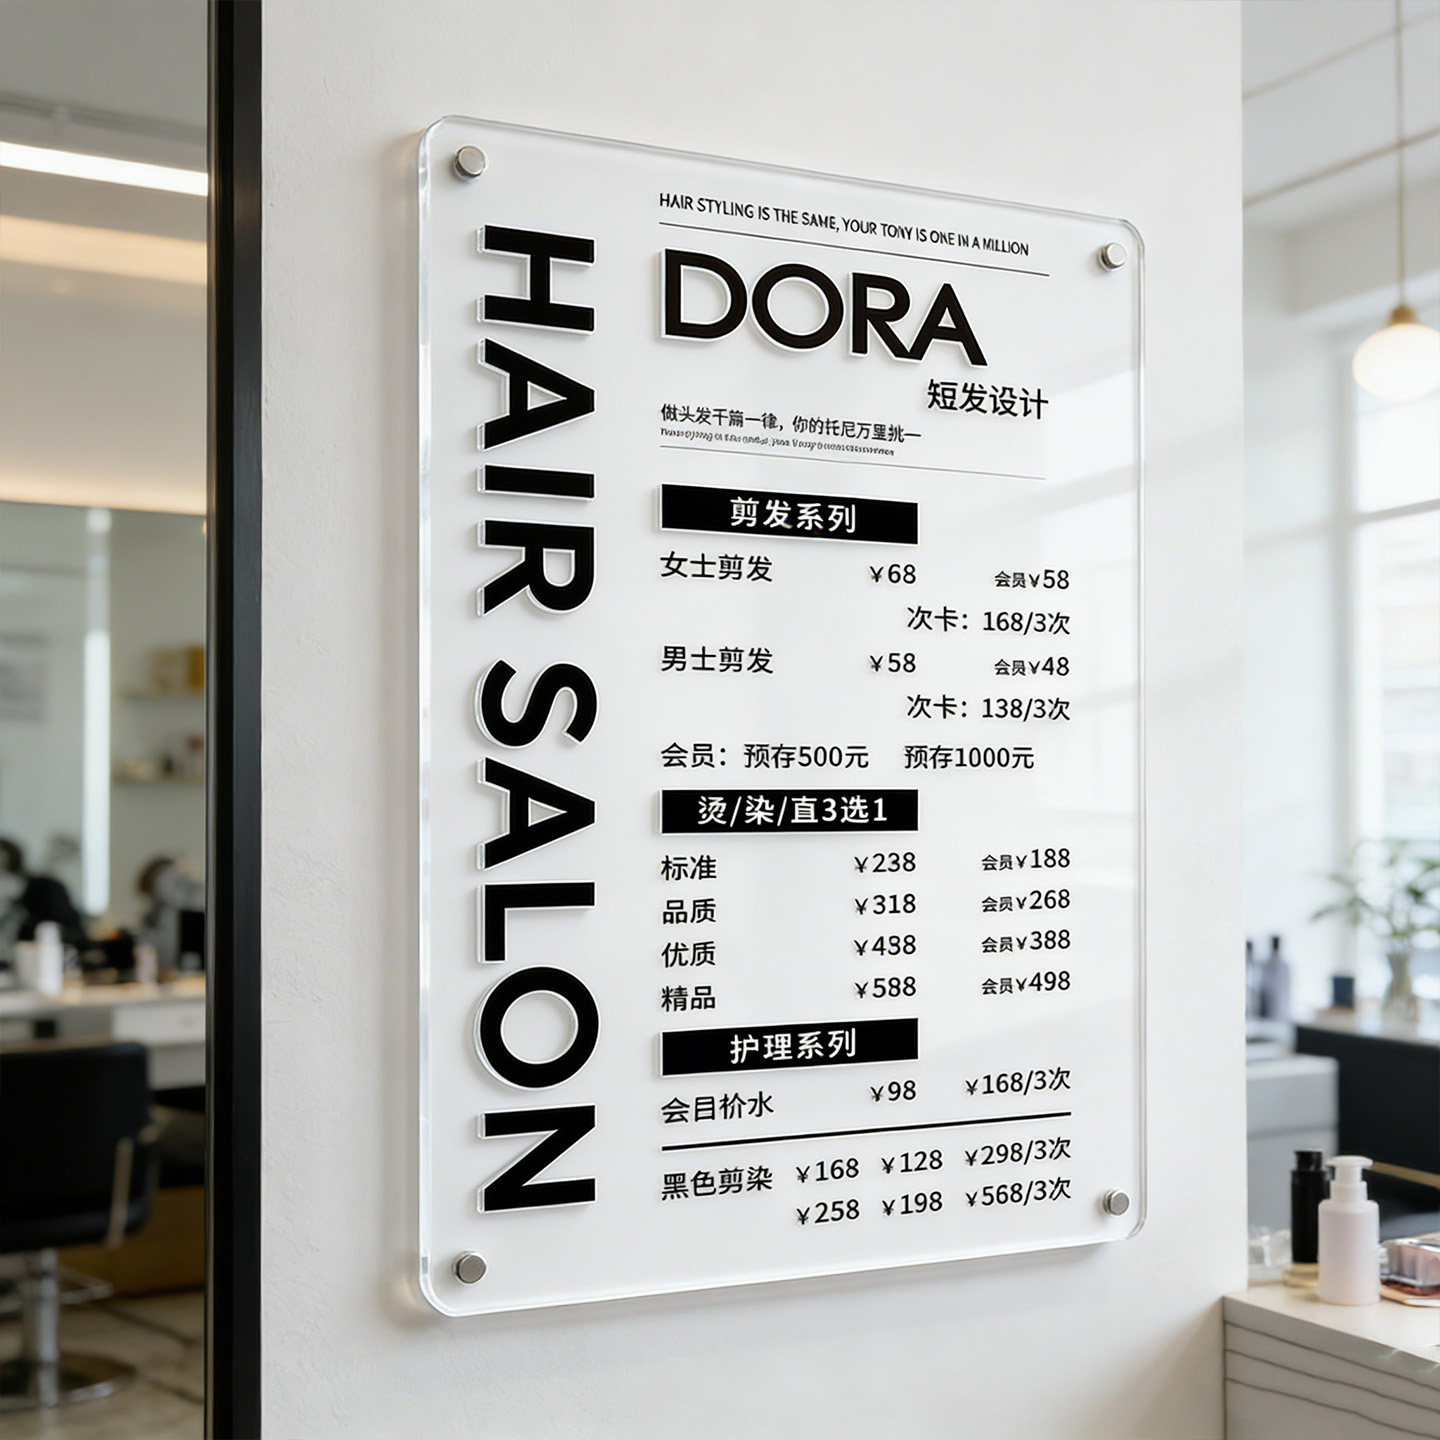 HAIR SALON
HAIR STYLING IS THE SAME, YOUR TONY IS ONE IN A MILLION
DORA
短发设计
做头发千篇一律，你的托尼万里挑一
剪发系列
女士剪发 ¥68 会员¥58
次卡：168/3次
男士剪发 ¥58 会员¥48
次卡：138/3次
会员：预存500元 预存1000元
烫/染/直3选1
标准 ¥238 会员¥188
品质 ¥318 会员¥268
优质 ¥438 会员¥388
精品 ¥588 会员¥498
护理系列
会目价水 ¥98 ¥168/3次
黑色剪染 ¥168 ¥128 ¥298/3次
¥258 ¥198 ¥568/3次